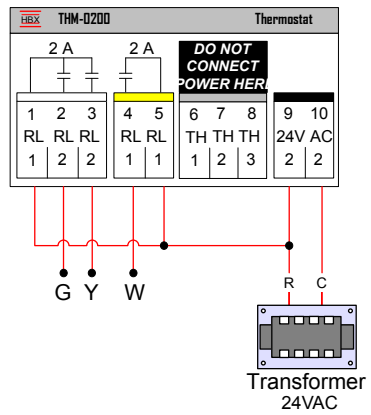 HBX THM-0200 Thermostat
2 A 2 A DO NOT
CONNECT
POWER HER
1 2 3 4 5 6 7 8 9 10
RL RL RL RL RL TH TH TH 24V AC
1 2 2 1 1 1 2 3 2 2
R C
G Y W
Transformer
24VAC